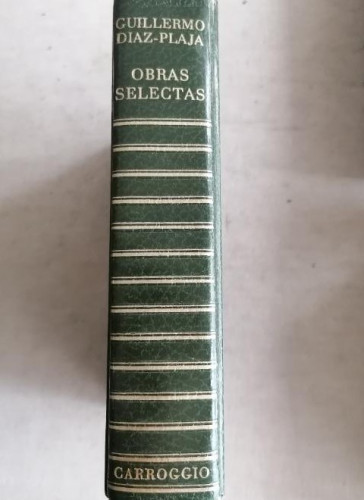 GUILLERMO
DIAZ-PLAJA
OBRAS
SELECTAS
CARROGGIO